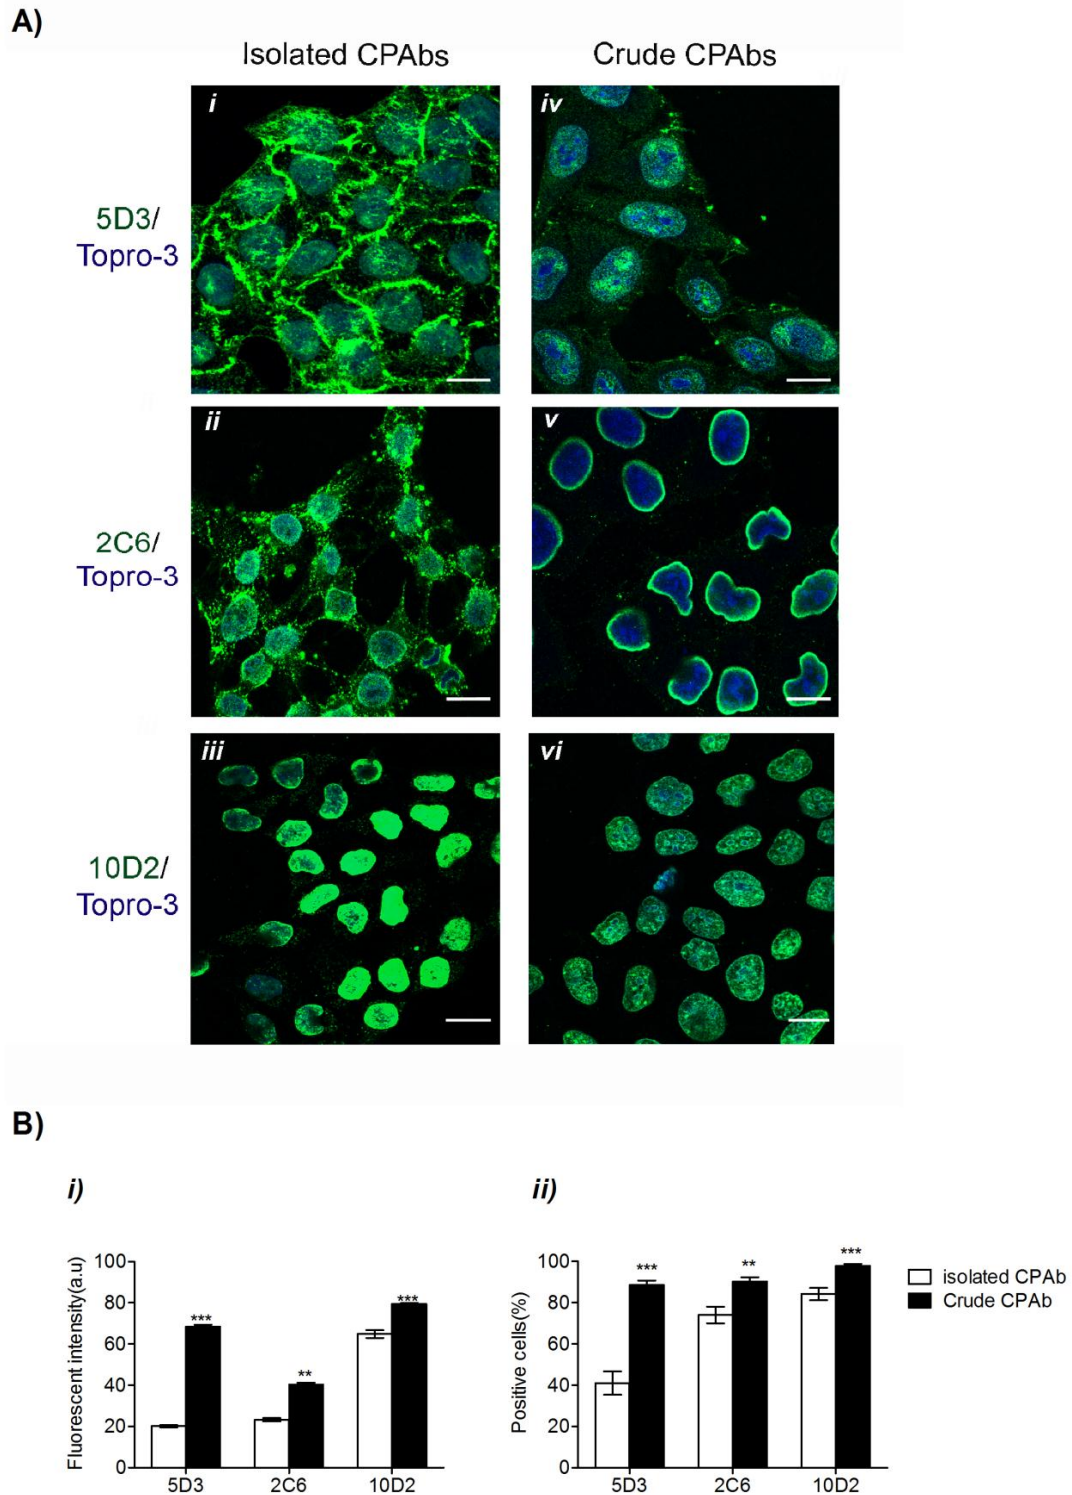 A)
Isolated CPAbs
Crude CPAbs
i
iv
5D3/
Topro-3
ii
v
2C6/
Topro-3
iii
vi
10D2/
Topro-3
B)
i)
ii)
Fluorescent intensity(a.u)
100
80
60
40
20
0
***
**
***
5D3
2C6
10D2
Positive cells(%)
100
80
60
40
20
0
***
**
***
5D3
2C6
10D2
isolated CPAb
Crude CPAb